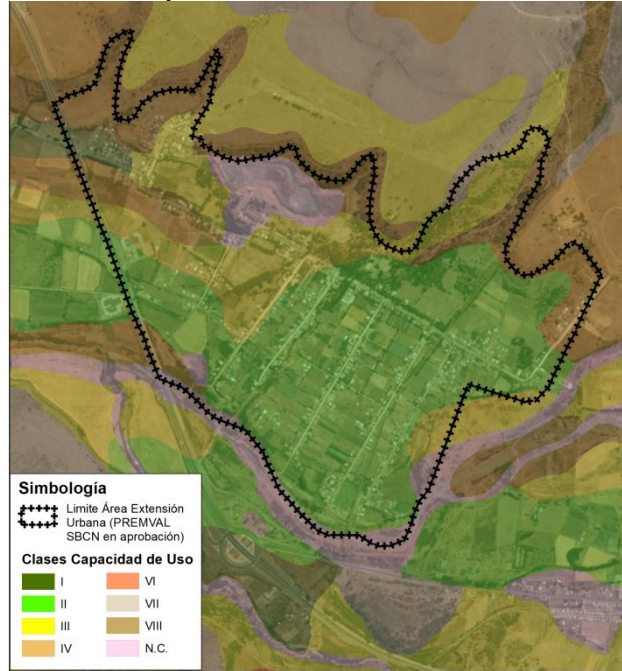 Simbología
Limite Área Extensión
Urbana (PREMVAL
SBCN en aprobación)
Clases Capacidad de Uso
I
II
III
IV
VI
VII
VIII
N.C.